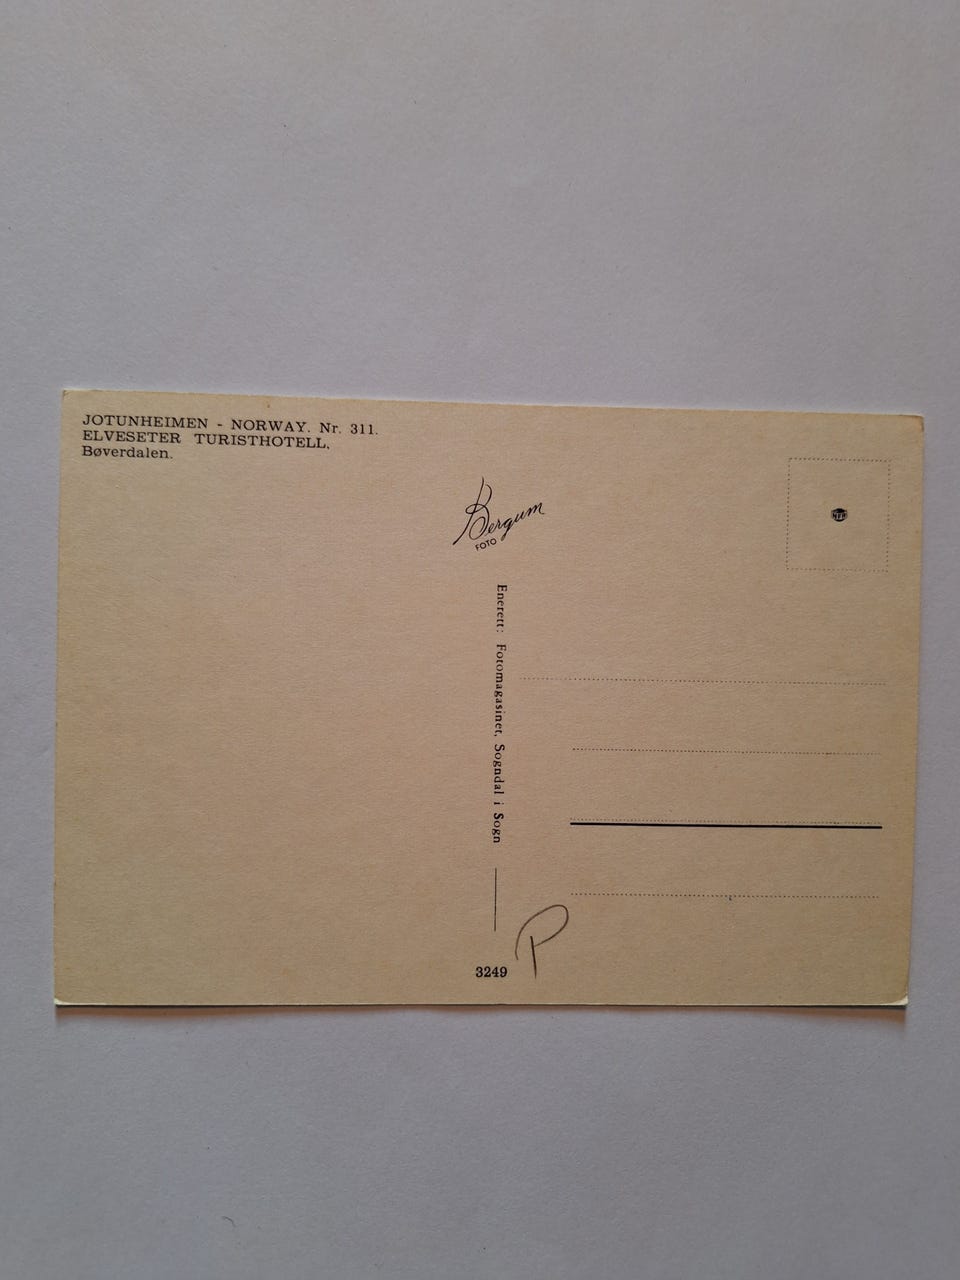 JOTUNHEIMEN - NORWAY. Nr. 311.
ELVESETER TURISTHOTELL,
Bøverdalen.
Bergum
FOTO
Enerett: Fotomagasinet, Sogndal i Sogn
3249
P